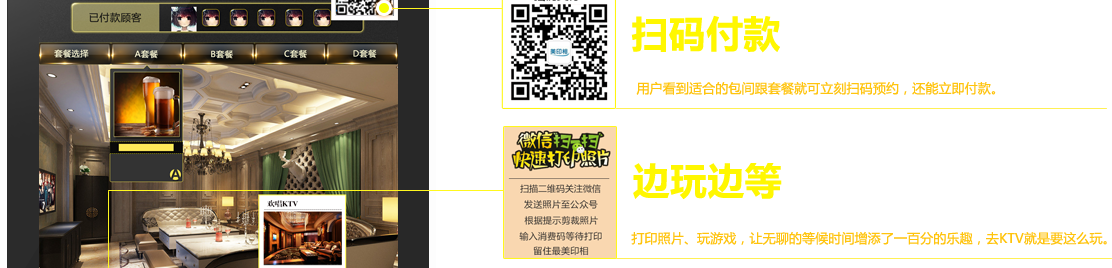 已付款顾客
套餐选择
A套餐
B套餐
C套餐
D套餐
A
欢唱KTV
美印相
扫码付款
用户看到适合的包间跟套餐就可立刻扫码预约，还能立即付款。
微信扫一扫
快速打印照片
扫描二维码关注微信
发送照片至公众号
根据提示剪裁照片
输入消费码等待打印
留住最美印相
边玩边等
打印照片、玩游戏，让无聊的等候时间增添了一百分的乐趣，去KTV就是要这么玩。